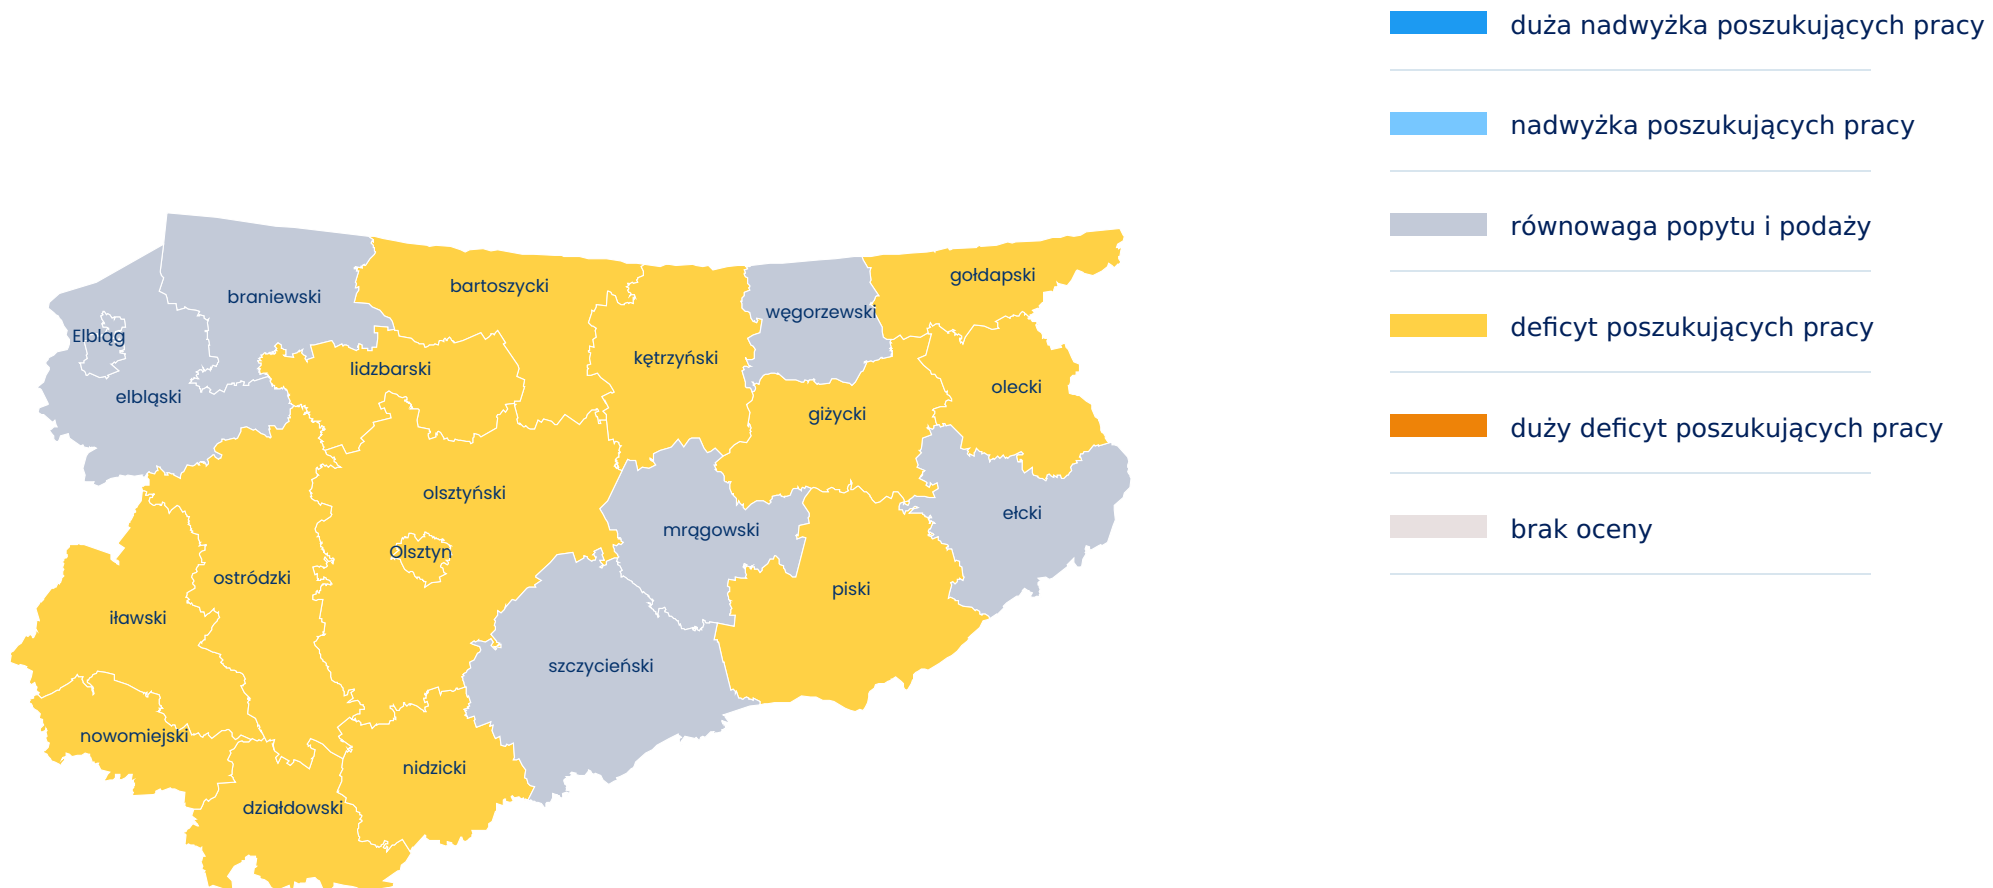 duża nadwyżka poszukujących pracy
nadwyżka poszukujących pracy
równowaga popytu i podaży
deficyt poszukujących pracy
duży deficyt poszukujących pracy
brak oceny
gołdapski
bartoszycki
braniewski
węgorzewski
Elbląg
kętrzyński
lidzbarski
olecki
elbląski
giżycki
olsztyński
ełcki
mrągowski
Olsztyn
ostródzki
piski
iławski
szczycieński
nowomiejski
nidzicki
działdowski